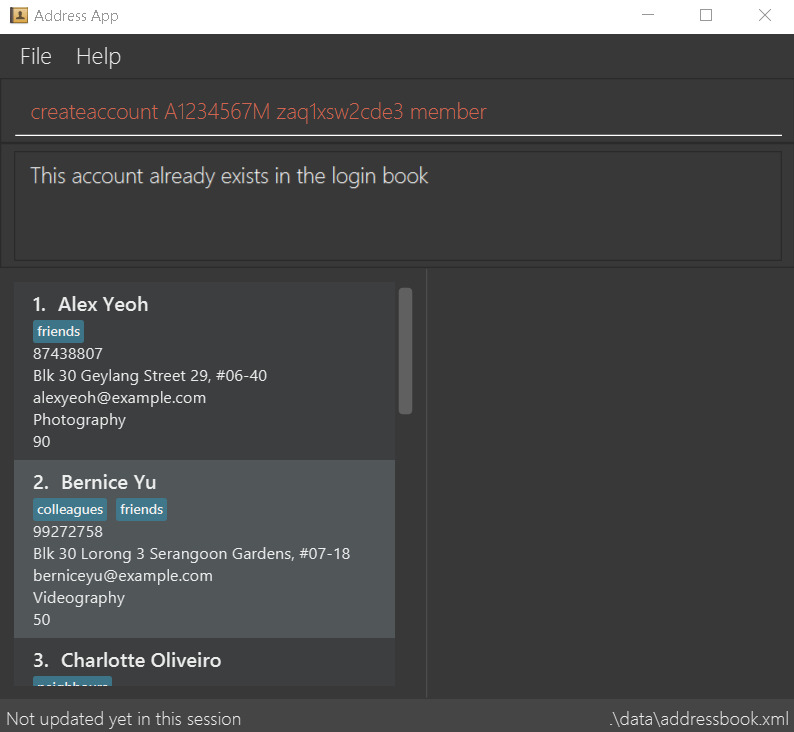 Address App
File Help
createaccount A1234567M zaq1xsw2cde3 member
This account already exists in the login book
1. Alex Yeoh
friends
87438807
Blk 30 Geylang Street 29, #06-40
alexyeoh@example.com
Photography
90
2. Bernice Yu
colleagues friends
99272758
Blk 30 Lorong 3 Serangoon Gardens, #07-18
berniceyu@example.com
Videography
50
3. Charlotte Oliveiro
neighbours
Not updated yet in this session .\data\addressbook.xml